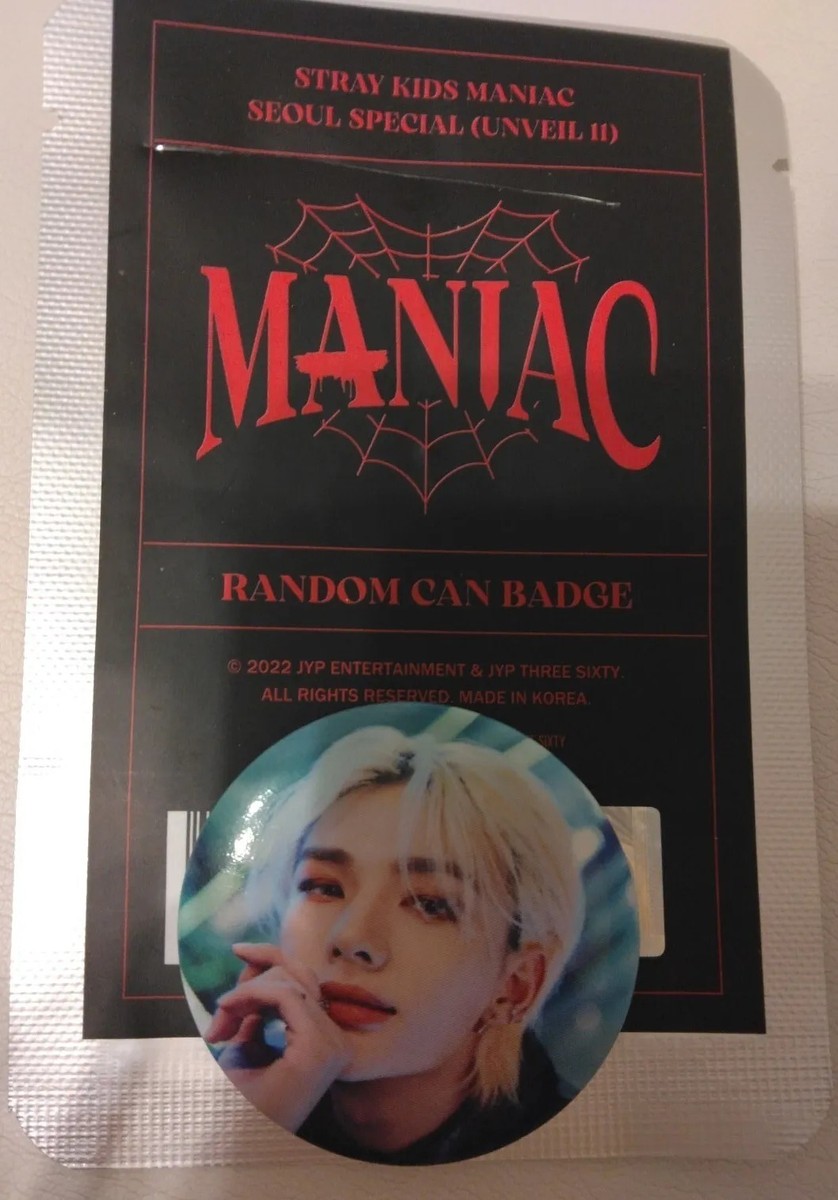 STRAY KIDS MANIAC
SEOUL SPECIAL (UNVEIL 11)
MANIAC
RANDOM CAN BADGE
© 2022 JYP ENTERTAINMENT & JYP THREE SIXTY.
ALL RIGHTS RESERVED. MADE IN KOREA.
SIXTY